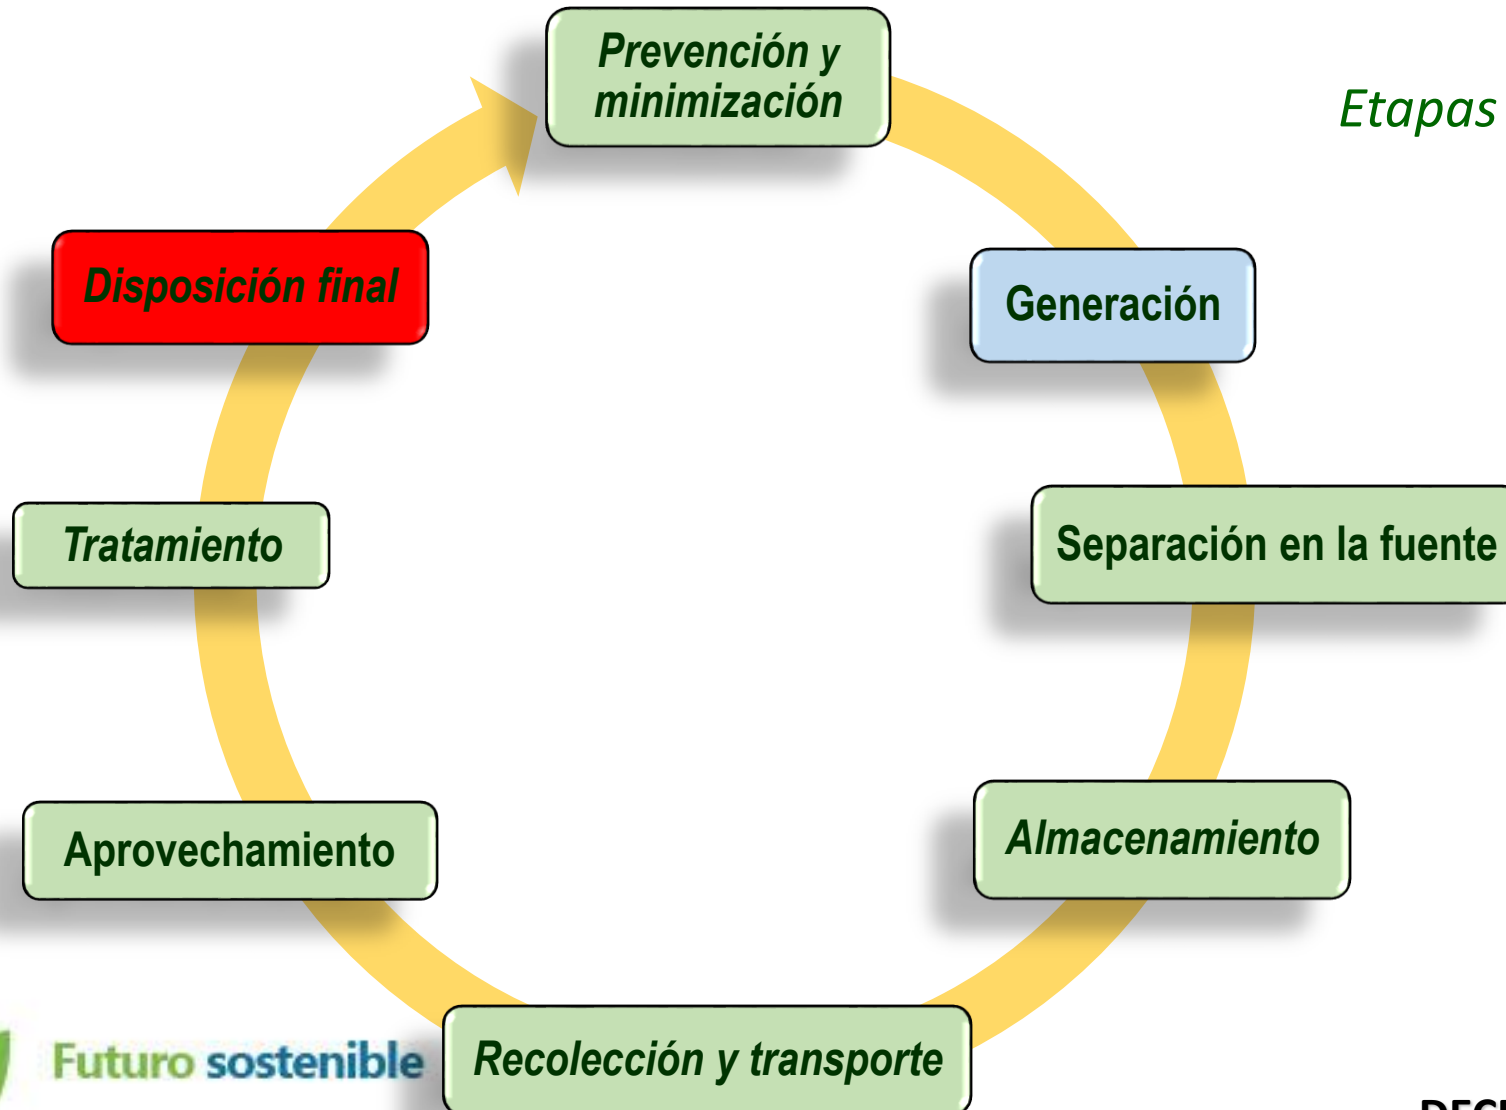 Prevención y
minimización
Etapas
Disposición final
Generación
Tratamiento
Separación en la fuente
Aprovechamiento
Almacenamiento
Futuro sostenible
Recolección y transporte